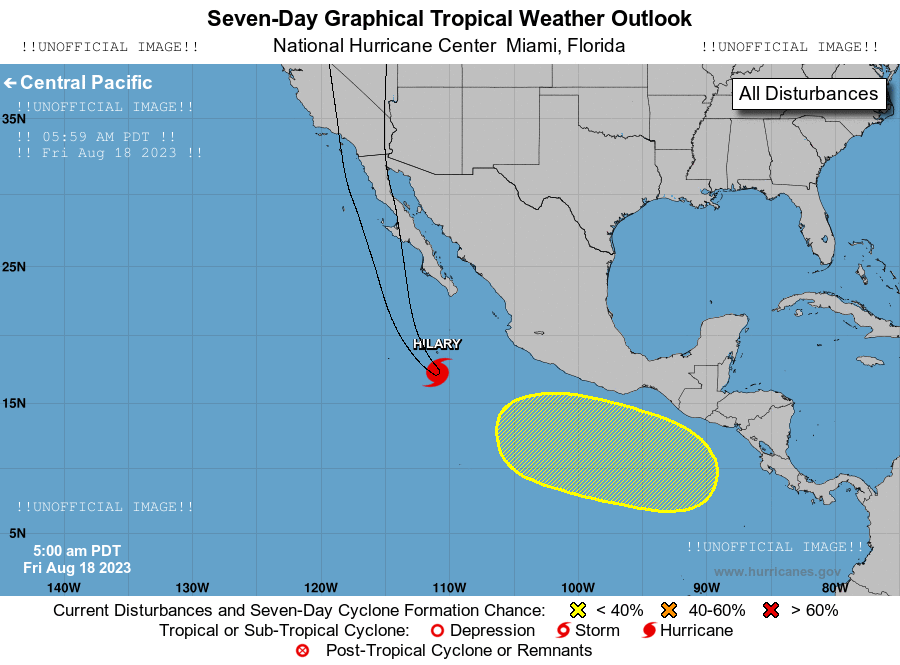 Seven-Day Graphical Tropical Weather Outlook
!!UNOFFICIAL IMAGE!! National Hurricane Center Miami, Florida !!UNOFFICIAL IMAGE!!
Central Pacific
All Disturbances
!!UNOFFICIAL IMAGE!!
35N
!! 05:59 AM PDT !!
!! Fri Aug 18 2023 !!
25N
HILARY
15N
!!UNOFFICIAL IMAGE!!
5N
!!UNOFFICIAL IMAGE!!
5:00 am PDT
Fri Aug 18 2023
www.hurricanes.gov
140W 130W 120W 110W 100W 90W 80W
Current Disturbances and Seven-Day Cyclone Formation Chance: < 40% 40-60% > 60%
Tropical or Sub-Tropical Cyclone: Depression Storm Hurricane
Post-Tropical Cyclone or Remnants